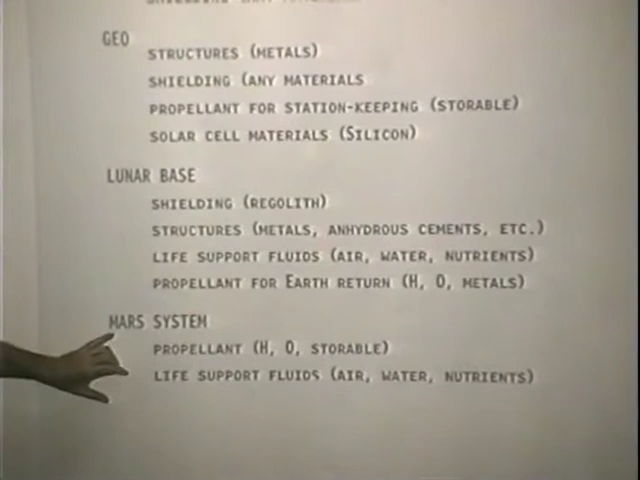 GEO
STRUCTURES (METALS)
SHIELDING (ANY MATERIALS
PROPELLANT FOR STATION-KEEPING (STORABLE)
SOLAR CELL MATERIALS (SILICON)
LUNAR BASE
SHIELDING (REGOLITH)
STRUCTURES (METALS, ANHYDROUS CEMENTS, ETC.)
LIFE SUPPORT FLUIDS (AIR, WATER, NUTRIENTS)
PROPELLANT FOR EARTH RETURN (H, O, METALS)
MARS SYSTEM
PROPELLANT (H, O, STORABLE)
LIFE SUPPORT FLUIDS (AIR, WATER, NUTRIENTS)